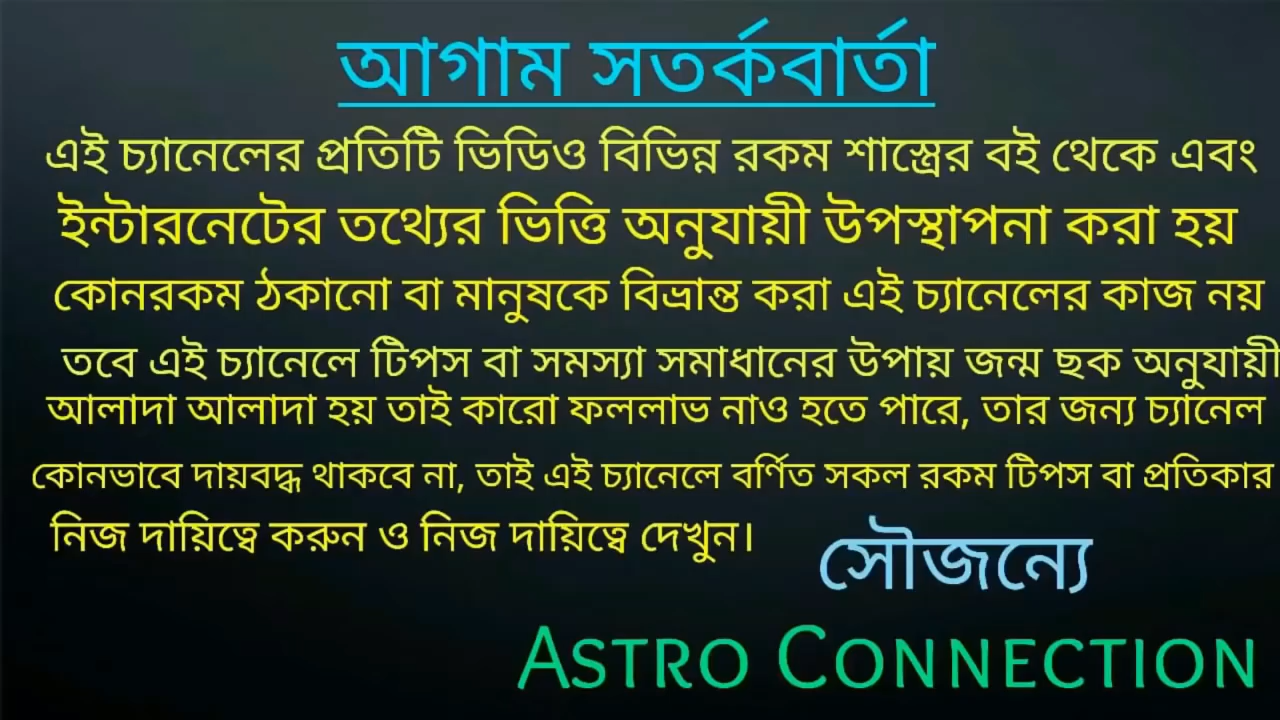 আগাম সতর্কবার্তা
এই চ্যানেলের প্রতিটি ভিডিও বিভিন্ন রকম শাস্ত্রের বই থেকে এবং
ইন্টারনেটের তথ্যের ভিত্তি অনুযায়ী উপস্থাপনা করা হয়
কোনরকম ঠকানো বা মানুষকে বিভ্রান্ত করা এই চ্যানেলের কাজ নয়
তবে এই চ্যানেলে টিপস বা সমস্যা সমাধানের উপায় জন্ম ছক অনুযায়ী
আলাদা আলাদা হয় তাই কারো ফললাভ নাও হতে পারে, তার জন্য চ্যানেল
কোনভাবে দায়বদ্ধ থাকবে না, তাই এই চ্যানেলে বর্ণিত সকল রকম টিপস বা প্রতিকার
নিজ দায়িত্বে করুন ও নিজ দায়িত্বে দেখুন।
সৌজন্যে
ASTRO CONNECTION